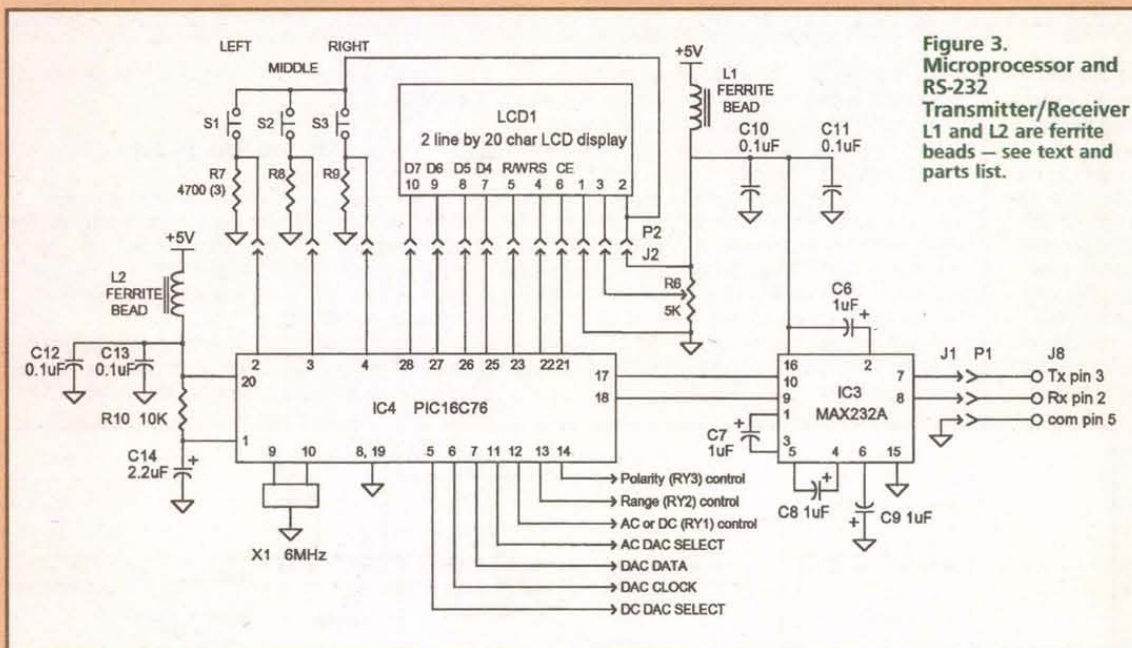 Figure 3.
Microprocessor and
RS-232
Transmitter/Receiver
L1 and L2 are ferrite
beads — see text and
parts list.
LEFT
MIDDLE
RIGHT
S1
S2
S3
R7
4700 (3)
R8
R9
LCD1
2 line by 20 char LCD display
D7 D6 D5 D4 R/WRS CE
10 9 8 7 5 4 6 1 3 2
P2
J2
+5V
L1
FERRITE
BEAD
C10
0.1uF
C11
0.1uF
R6
5K
+5V
L2
FERRITE
BEAD
C12
0.1uF
C13
0.1uF
R10 10K
C14
2.2uF
+
2 3 4 28 27 26 25 23 22 21
20
1
17
18
IC4 PIC16C76
9 10 8, 19 5 6 7 11 12 13 14
X1 6MHz
C6
1uF
+
16 2
10
9
1
3
5 4 6 15
7
8
IC3
MAX232A
C7
1uF
+
C8 1uF
+
C9 1uF
+
J1 P1 J8
Tx pin 3
Rx pin 2
com pin 5
Polarity (RY3) control
Range (RY2) control
AC or DC (RY1) control
AC DAC SELECT
DAC DATA
DAC CLOCK
DC DAC SELECT